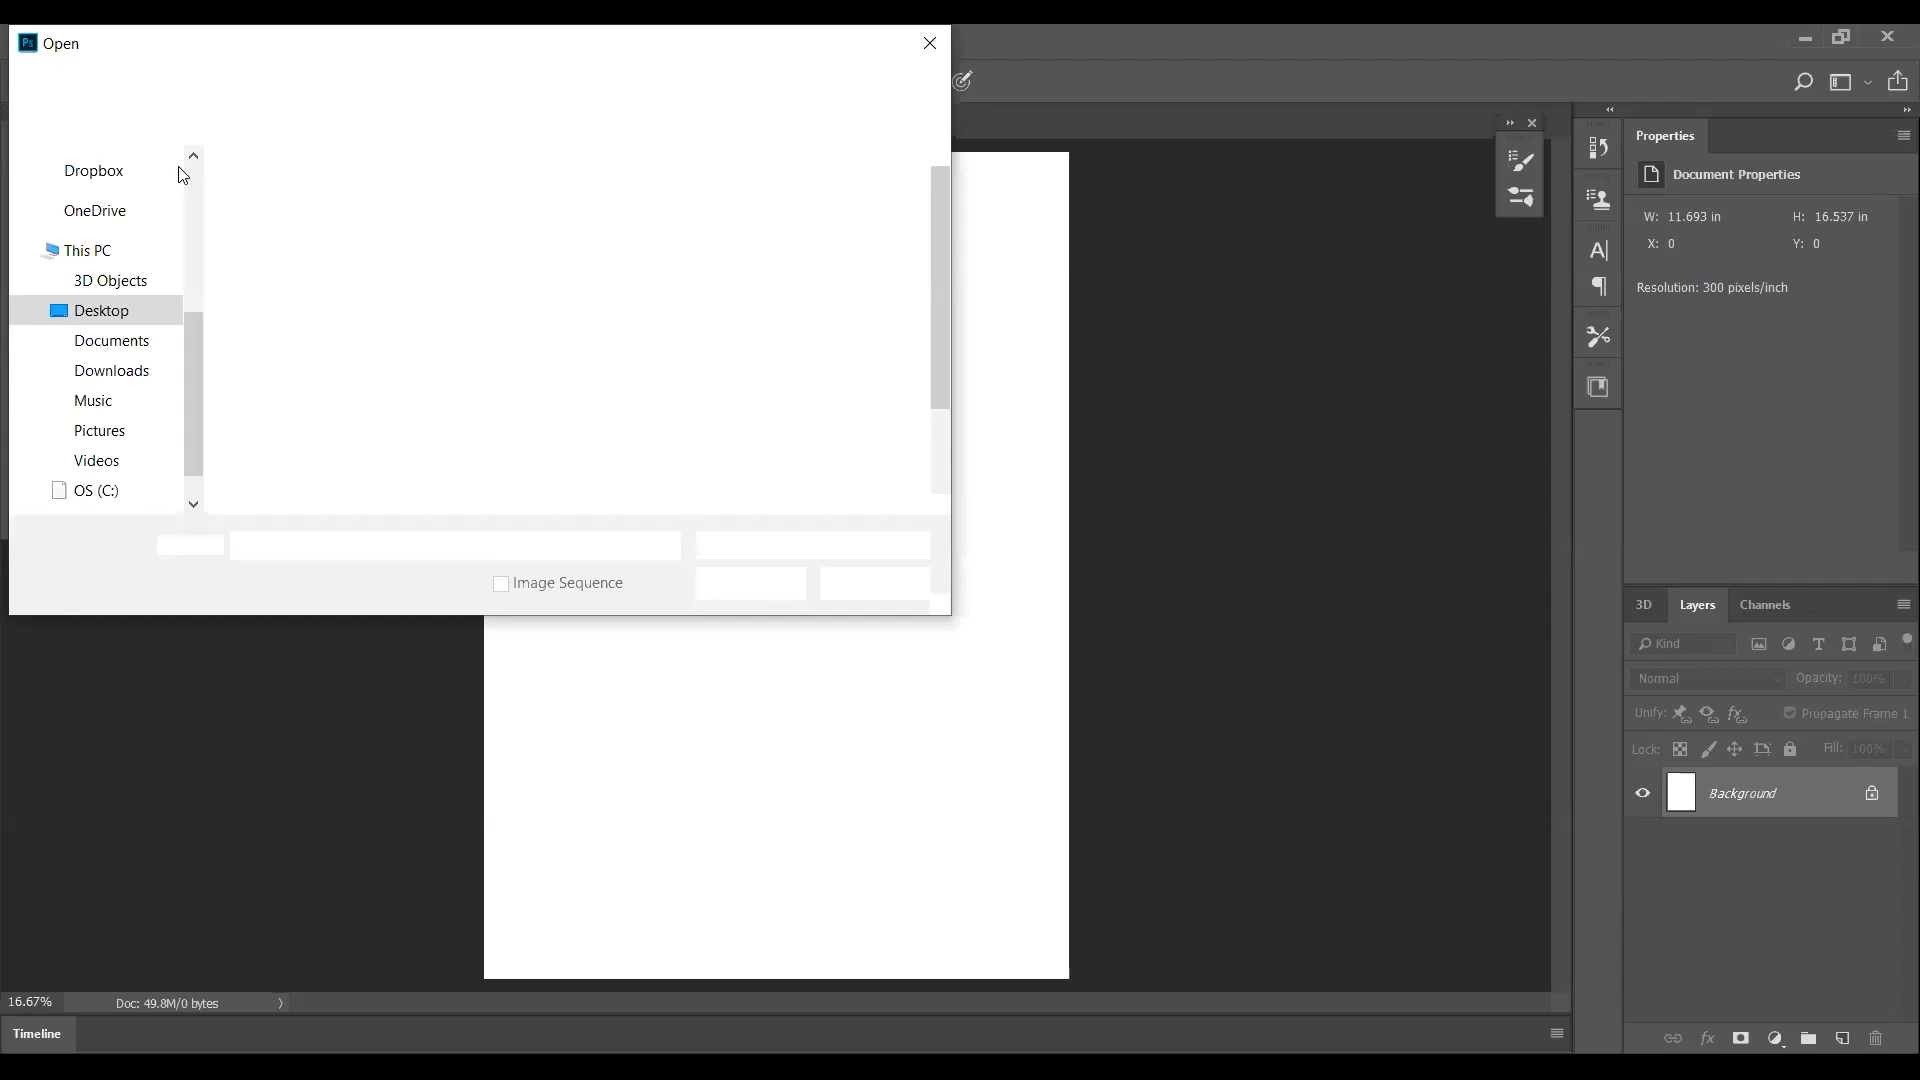 Ps Open
Dropbox
OneDrive
This PC
3D Objects
Desktop
Documents
Downloads
Music
Pictures
Videos
OS (C:)
Image Sequence
Properties
Document Properties
W: 11.693 in H: 16.537 in
X: 0 Y: 0
Resolution: 300 pixels/inch
3D Layers Channels
Kind
Normal Opacity: 100%
Unify: Propagate Frame 1
Lock: Fill: 100%
Background
fx
16.67% Doc: 49.8M/0 bytes
Timeline